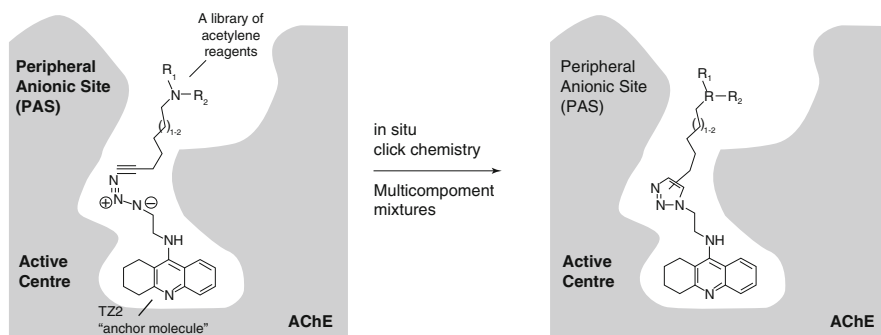 A library of
acetylene
reagents
Peripheral
Anionic Site
(PAS)
R1
N
R2
1-2
N
N
N
⊕
⊖
NH
N
Active
Centre
TZ2
“anchor molecule”
AChE
in situ
click chemistry
Multicompoment
mixtures
Peripheral
Anionic Site
(PAS)
R1
R
R2
1-2
N
N
N
NH
N
Active
Centre
AChE